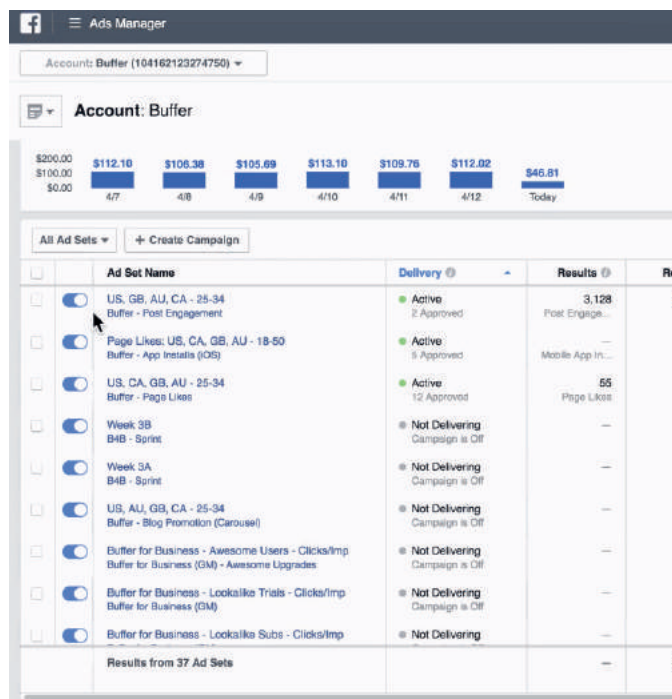 f ≡ Ads Manager
Account: Buffer (104162123274750)
Account: Buffer
$200.00
$100.00
$0.00
$112.10 $106.38 $105.69 $113.10 $109.76 $112.02 $46.81
4/7 4/8 4/9 4/10 4/11 4/12 Today
All Ad Sets + Create Campaign
Ad Set Name Delivery Results Re
US, GB, AU, CA - 25-34 Active 3,128
Buffer - Post Engagement 2 Approved Post Engage...
Page Likes: US, CA, GB, AU - 18-50 Active —
Buffer - App Installs (iOS) 5 Approved Mobile App In...
US, CA, GB, AU - 25-34 Active 55
Buffer - Page Likes 12 Approved Page Likes
Week 3B Not Delivering —
B4B - Sprint Campaign is Off
Week 3A Not Delivering —
B4B - Sprint Campaign is Off
US, AU, GB, CA - 25-34 Not Delivering —
Buffer - Blog Promotion (Carousel) Campaign is Off
Buffer for Business - Awesome Users - Clicks/Imp Not Delivering —
Buffer for Business (GM) - Awesome Upgrades Campaign is Off
Buffer for Business - Lookalike Trials - Clicks/Imp Not Delivering —
Buffer for Business (GM) Campaign is Off
Buffer for Business - Lookalike Subs - Clicks/Imp Not Delivering —
Results from 37 Ad Sets —